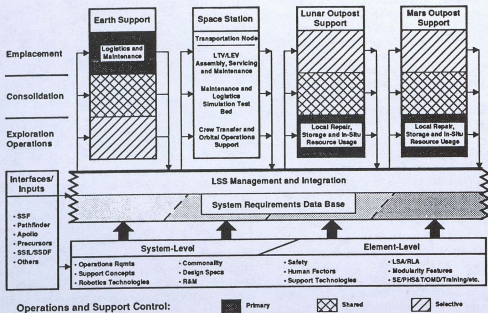 Earth Support
Space Station
Lunar Outpost
Support
Mars Outpost
Support
Emplacement
Consolidation
Exploration
Operations
Logistics and
Maintenance
Transportation Node
LTV/LEV
Assembly, Servicing
and Maintenance
Maintenance and
Logistics
Simulation Test
Bed
Crew Transfer and
Orbital Operations
Support
Local Repair,
Storage and In-Situ
Resource Usage
Local Repair,
Storage and In-Situ
Resource Usage
Interfaces/
Inputs
• SSF
• Pathfinder
• Apollo
• Precursors
• SSIL/SSDF
• Others
LSS Management and Integration
System Requirements Data Base
System-Level
Element-Level
• Operations Rqmts
• Support Concepts
• Robotics Technologies
• Commonality
• Design Specs
• R&M
• Safety
• Human Factors
• Support Technologies
• LSA/RLA
• Modularity Features
• SE/PHS&T/OMD/Training/etc.
Operations and Support Control:
Primary
Shared
Selective